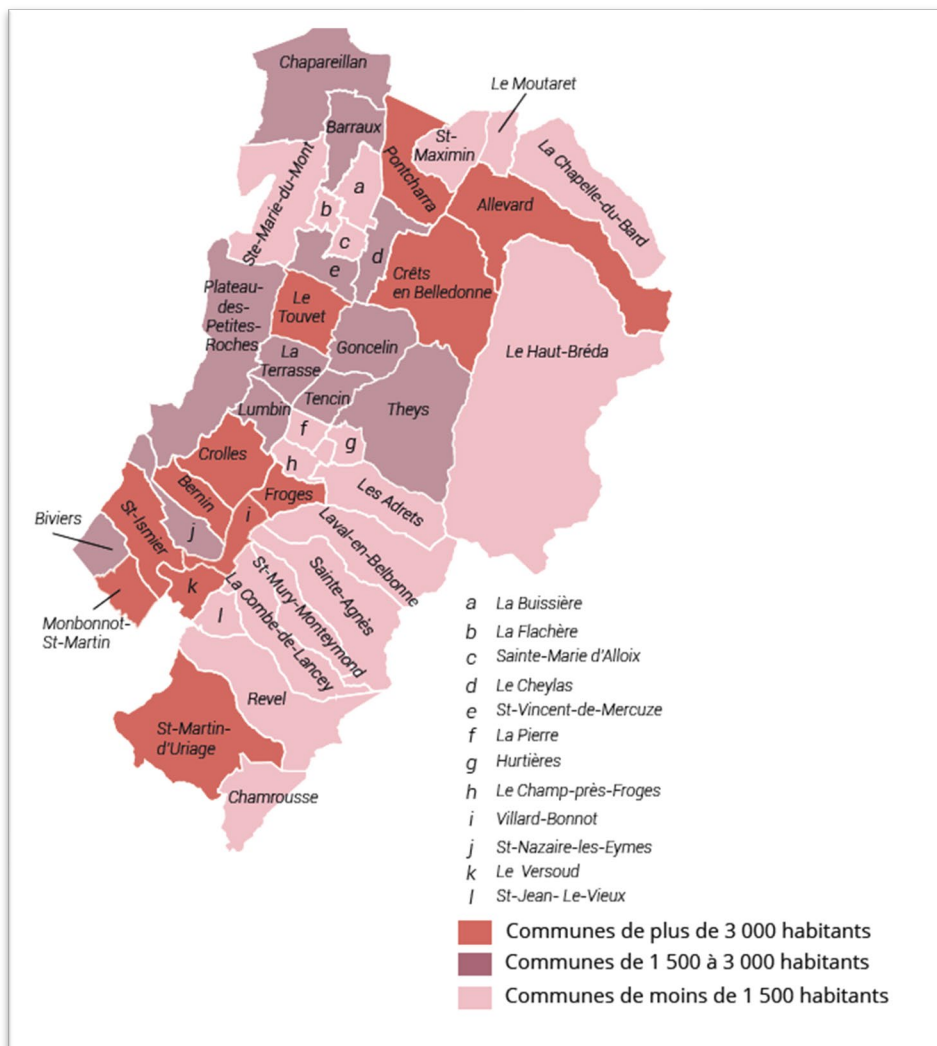 Chapareillan
Le Moutaret
Barraux
St-
Maximin
Pontcharra
La Chapelle-du-Bard
Ste-Marie-du-Mont
a
b
Allevard
c
d
e
Crêts
en Belledonne
Plateau-
des-
Petites-
Roches
Le
Touvet
Goncelin
Le Haut-Bréda
La
Terrasse
Tencin
Theys
Lumbin
f
g
Crolles
h
Bernin
Froges
Les Adrets
St-Ismier
i
Laval-en-Belbonne
Biviers
j
St-Mury-Monteymond
Sainte-Agnès
k
La Combe-de-Lancey
l
Monbonnot-
St-Martin
Revel
St-Martin-
d'Uriage
Chamrousse
a La Buissière
b La Flachère
c Sainte-Marie d'Alloix
d Le Cheylas
e St-Vincent-de-Mercuze
f La Pierre
g Hurtières
h Le Champ-près-Froges
i Villard-Bonnot
j St-Nazaire-les-Eymes
k Le Versoud
l St-Jean- Le-Vieux
Communes de plus de 3 000 habitants
Communes de 1 500 à 3 000 habitants
Communes de moins de 1 500 habitants